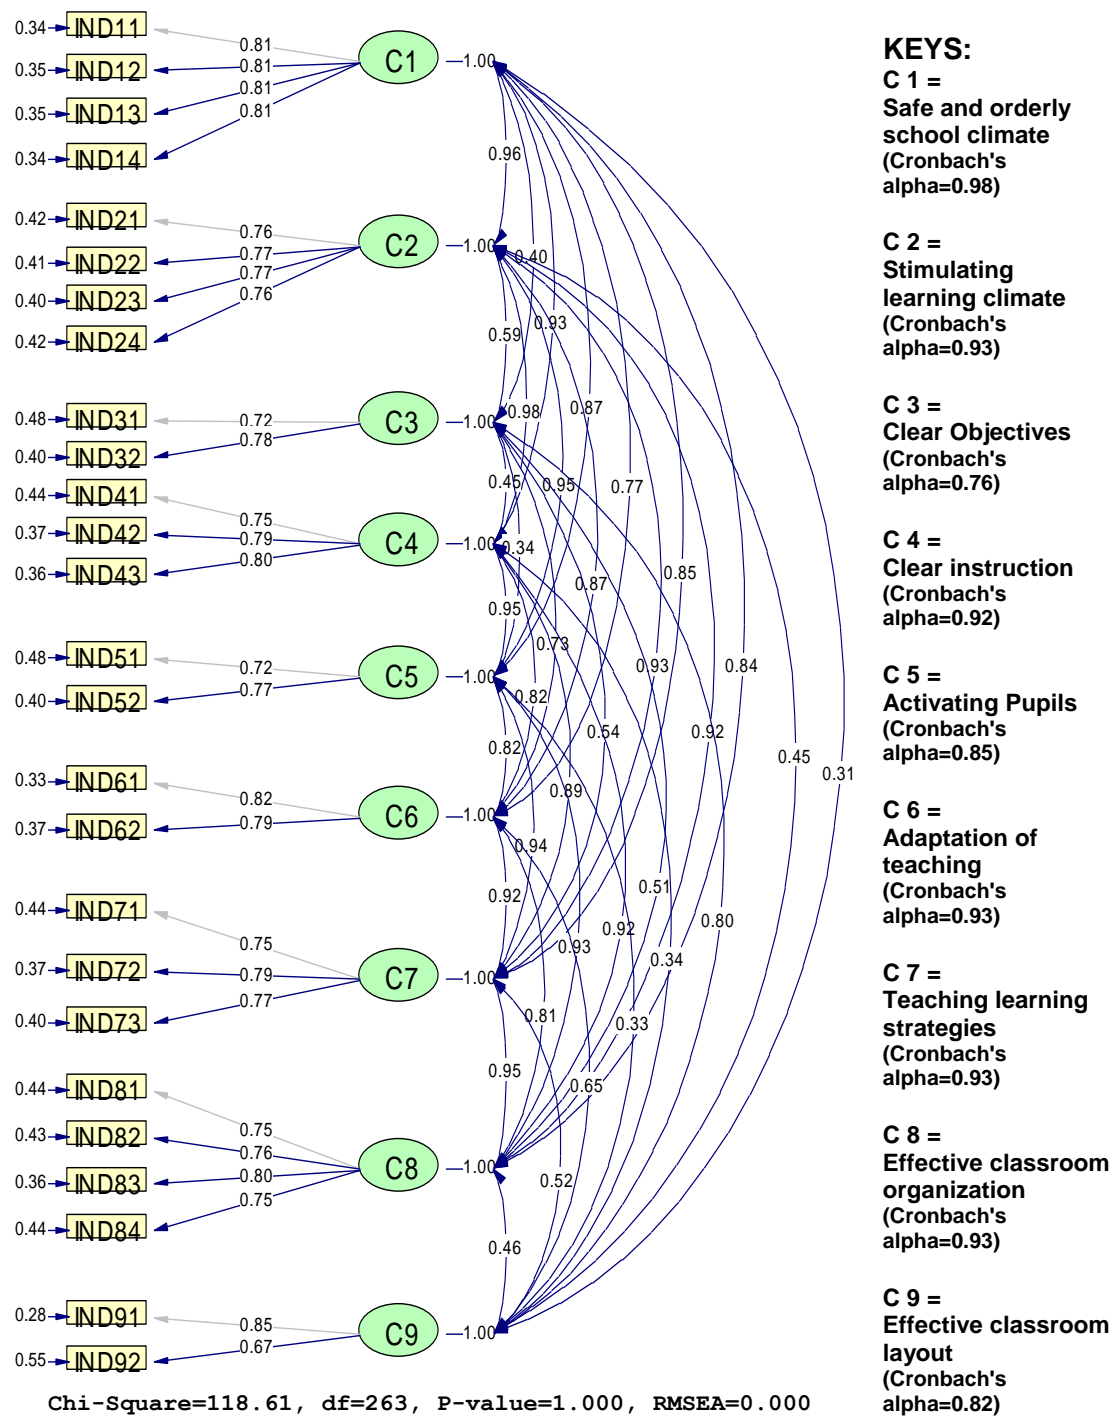 0.34 IND11
0.35 IND12
0.35 IND13
0.34 IND14
0.81
0.81
0.81
0.81
C1
1.00
0.42 IND21
0.41 IND22
0.40 IND23
0.42 IND24
0.76
0.77
0.77
0.76
C2
1.00
0.48 IND31
0.40 IND32
0.72
0.78
C3
1.00
0.44 IND41
0.37 IND42
0.36 IND43
0.75
0.79
0.80
C4
1.00
0.48 IND51
0.40 IND52
0.72
0.77
C5
1.00
0.33 IND61
0.37 IND62
0.82
0.79
C6
1.00
0.44 IND71
0.37 IND72
0.40 IND73
0.75
0.79
0.77
C7
1.00
0.44 IND81
0.43 IND82
0.36 IND83
0.44 IND84
0.75
0.76
0.80
0.75
C8
1.00
0.28 IND91
0.55 IND92
0.85
0.67
C9
1.00
0.96
0.40
0.93
0.59
0.98
0.87
0.45
0.95
0.77
0.34
0.85
0.87
0.95
0.73
0.93
0.84
0.82
0.82
0.54
0.92
0.45
0.31
0.89
0.94
0.92
0.51
0.80
0.92
0.93
0.34
0.81
0.33
0.95
0.65
0.52
0.46
KEYS:
C 1 =
Safe and orderly
school climate
(Cronbach's
alpha=0.98)
C 2 =
Stimulating
learning climate
(Cronbach's
alpha=0.93)
C 3 =
Clear Objectives
(Cronbach's
alpha=0.76)
C 4 =
Clear instruction
(Cronbach's
alpha=0.92)
C 5 =
Activating Pupils
(Cronbach's
alpha=0.85)
C 6 =
Adaptation of
teaching
(Cronbach's
alpha=0.93)
C 7 =
Teaching learning
strategies
(Cronbach's
alpha=0.93)
C 8 =
Effective classroom
organization
(Cronbach's
alpha=0.93)
C 9 =
Effective classroom
layout
(Cronbach's
alpha=0.82)
Chi-Square=118.61, df=263, P-value=1.000, RMSEA=0.000